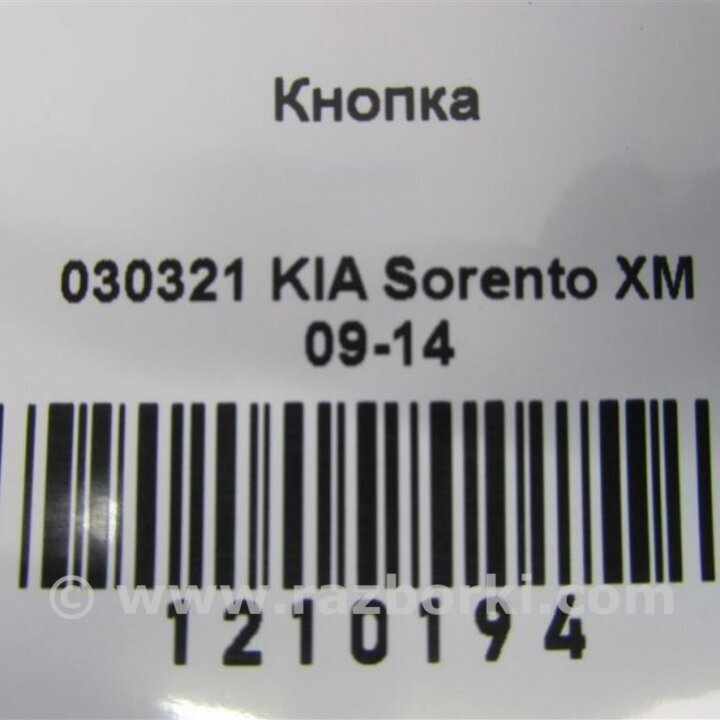 Кнопка
030321 KIA Sorento XM
09-14
© www.razborki.com
1210194